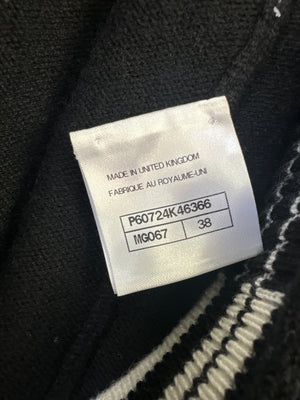 MADE IN UNITED KINGDOM
FABRIQUE AU ROYAUME-UNI
P60724K46366
MG067 38